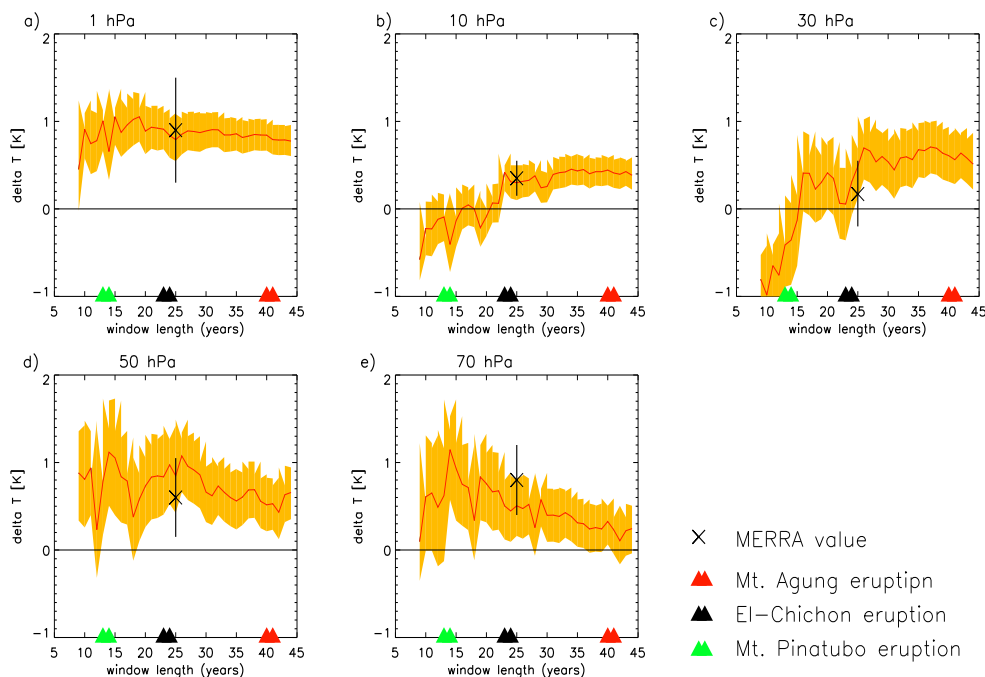 a) 1 hPa
b) 10 hPa
c) 30 hPa
2
1
0
−1
delta T [K]
5 10 15 20 25 30 35 40 45
window length (years)
2
1
0
−1
delta T [K]
5 10 15 20 25 30 35 40 45
window length (years)
2
1
0
−1
delta T [K]
5 10 15 20 25 30 35 40 45
window length (years)
d) 50 hPa
e) 70 hPa
2
1
0
−1
delta T [K]
5 10 15 20 25 30 35 40 45
window length (years)
2
1
0
−1
delta T [K]
5 10 15 20 25 30 35 40 45
window length (years)
MERRA value
Mt. Agung eruptipn
El−Chichon eruption
Mt. Pinatubo eruption